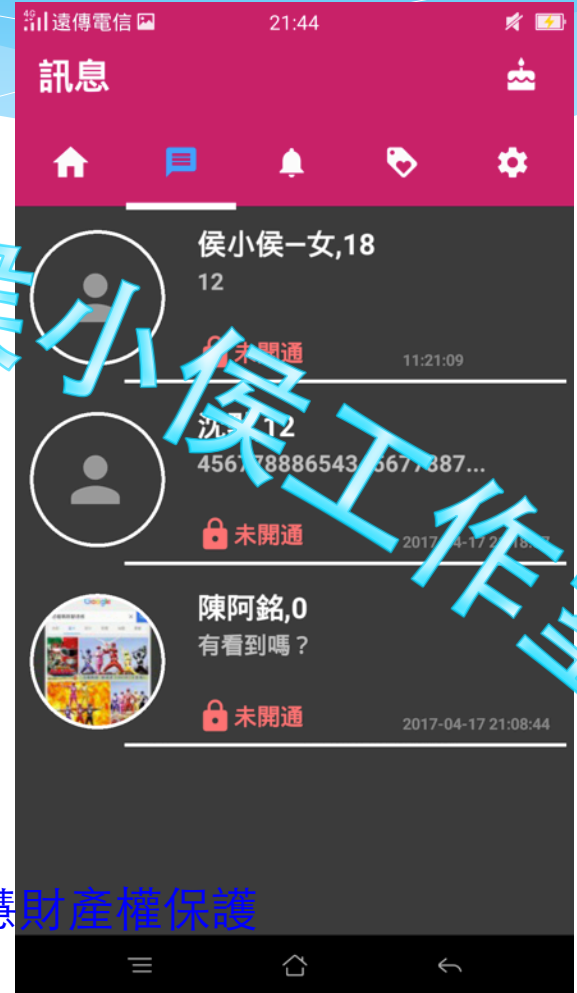 4G 遠傳電信 21:44
訊息
侯小侯一女,18
12
未開通 11:21:09
12
未開通
陳阿銘,0
有看到嗎？
未開通 2017-04-17 21:08:44
小侯工作
財產權保護